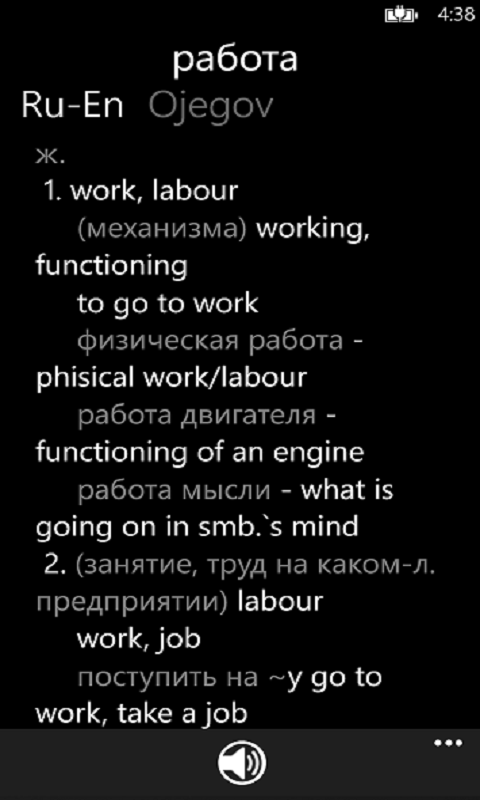 4:38
работа
Ru-En Ojegov
ж.
1. work, labour
(механизма) working,
functioning
to go to work
физическая работа -
phisical work/labour
работа двигателя -
functioning of an engine
работа мысли - what is
going on in smb.`s mind
2. (занятие, труд на каком-л.
предприятии) labour
work, job
поступить на ~у go to
work, take a job